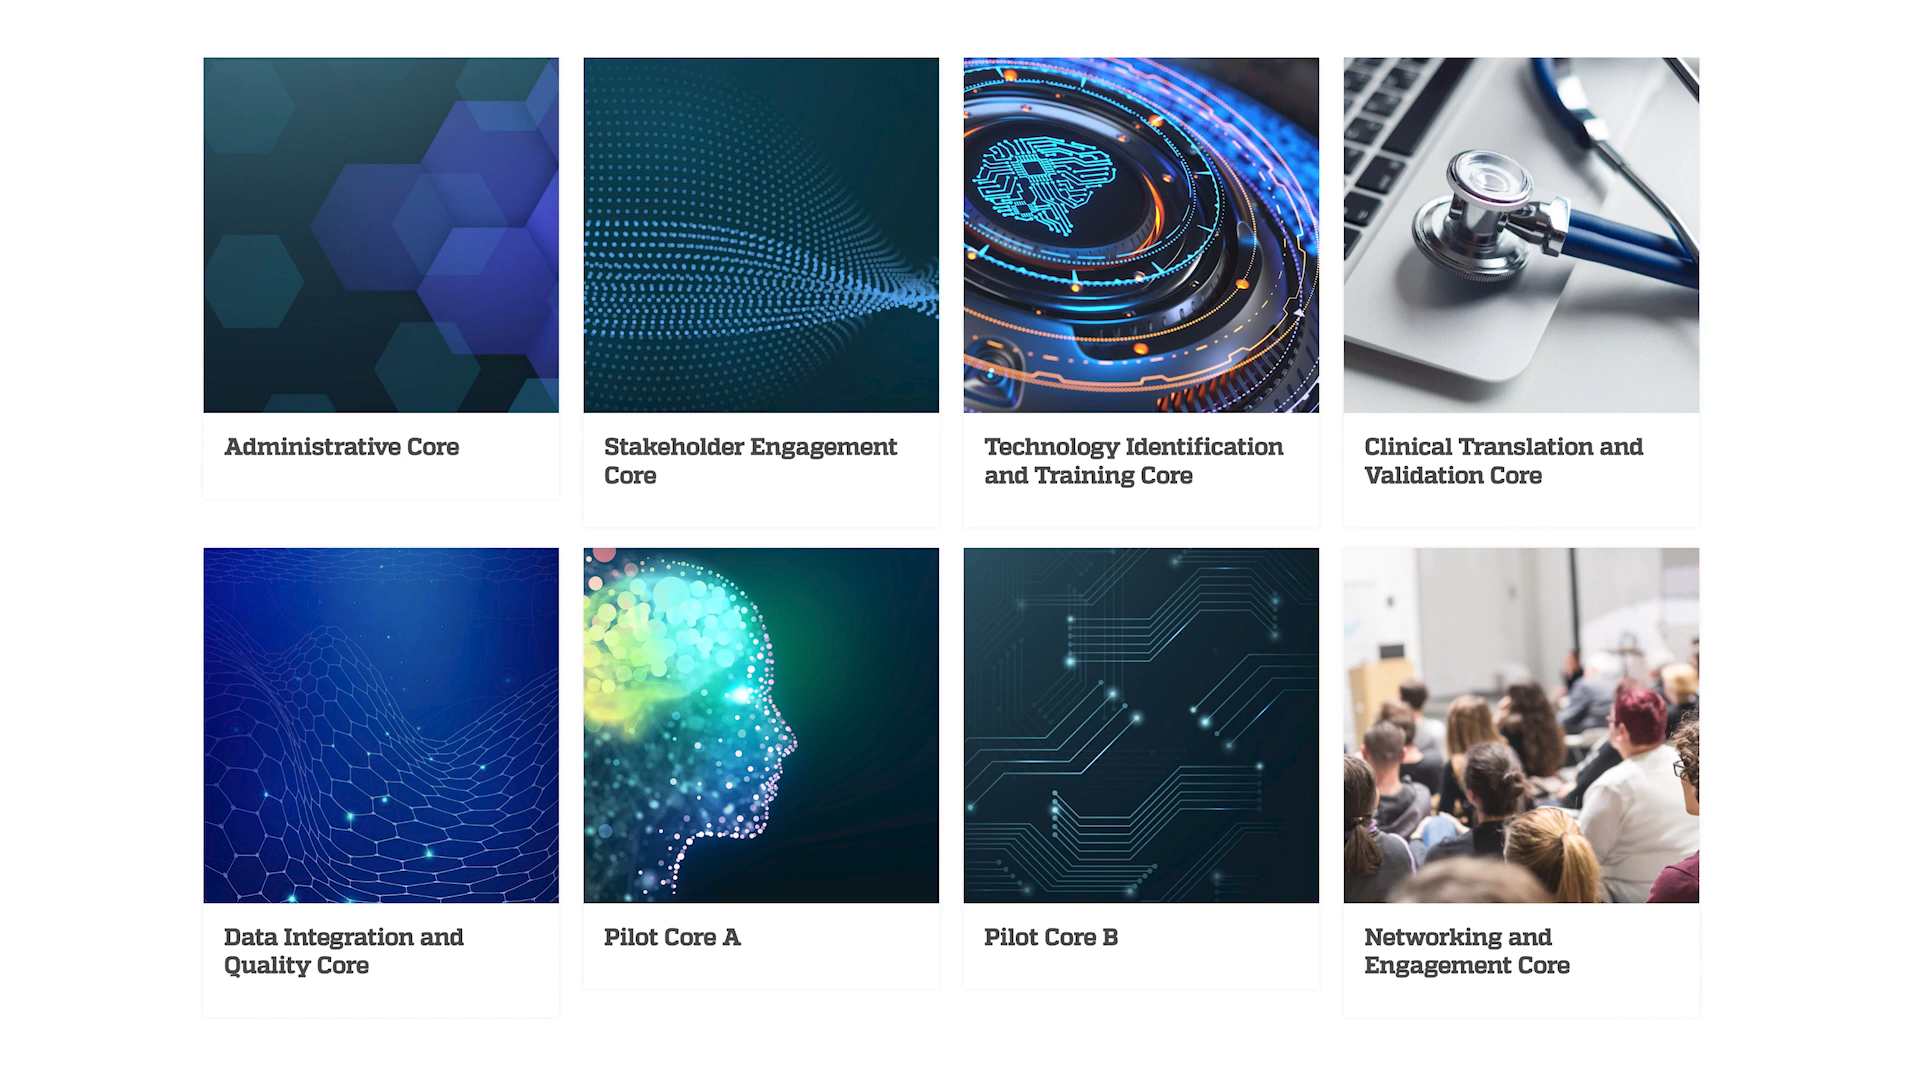 Administrative Core
Stakeholder Engagement
Core
Technology Identification
and Training Core
Clinical Translation and
Validation Core
Data Integration and
Quality Core
Pilot Core A
Pilot Core B
Networking and
Engagement Core